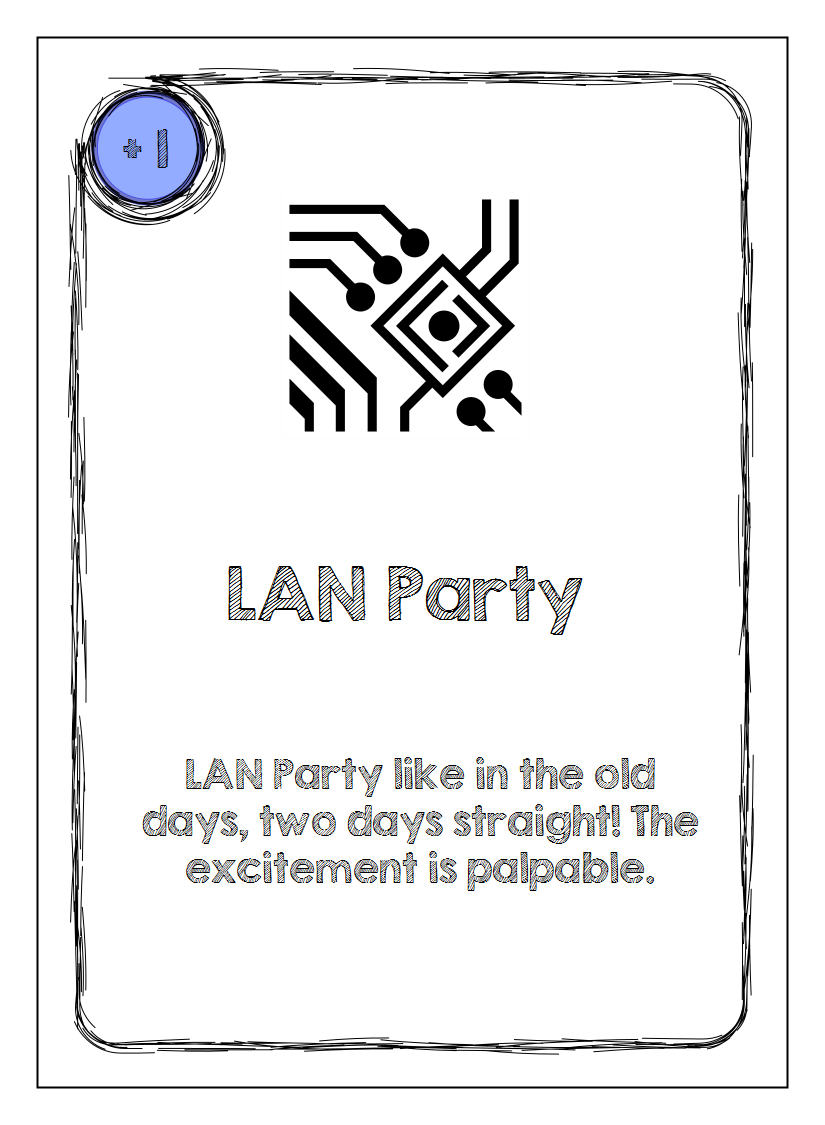 +1
LAN Party
LAN Party like in the old
days, two days straight! The
excitement is palpable.